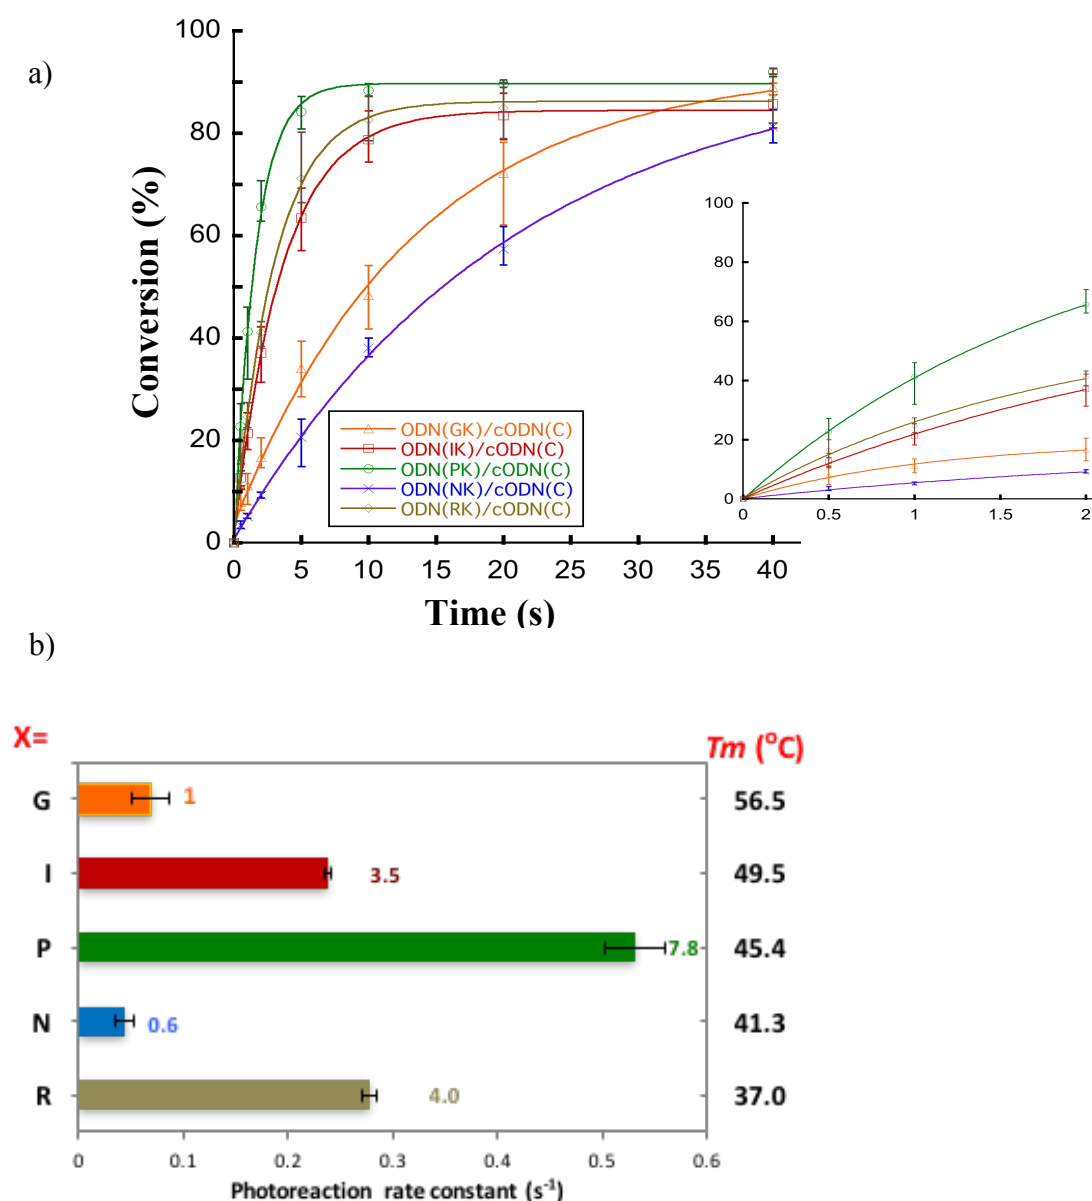 a)
100
80
60
40
20
0
Conversion (%)
0 5 10 15 20 25 30 35 40
Time (s)
ODN(GK)/cODN(C)
ODN(IK)/cODN(C)
ODN(PK)/cODN(C)
ODN(NK)/cODN(C)
ODN(RK)/cODN(C)
100
80
60
40
20
0
0 0.5 1 1.5 2
b)
X= Tm (°C)
G 1 56.5
I 3.5 49.5
P 7.8 45.4
N 0.6 41.3
R 4.0 37.0
0 0.1 0.2 0.3 0.4 0.5 0.6
Photoreaction rate constant (s⁻¹)